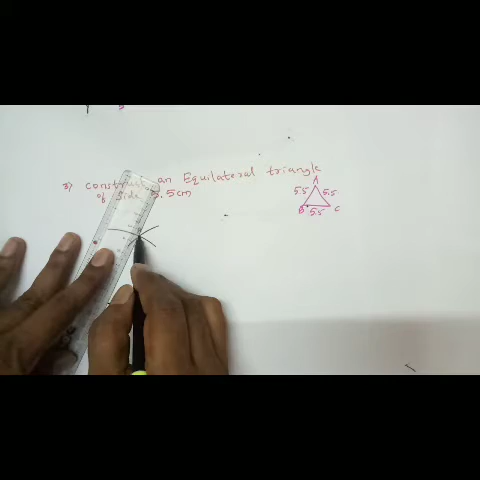 3) construct an Equilateral triangle
of side 5.5cm
A
5.5 5.5
B 5.5 C